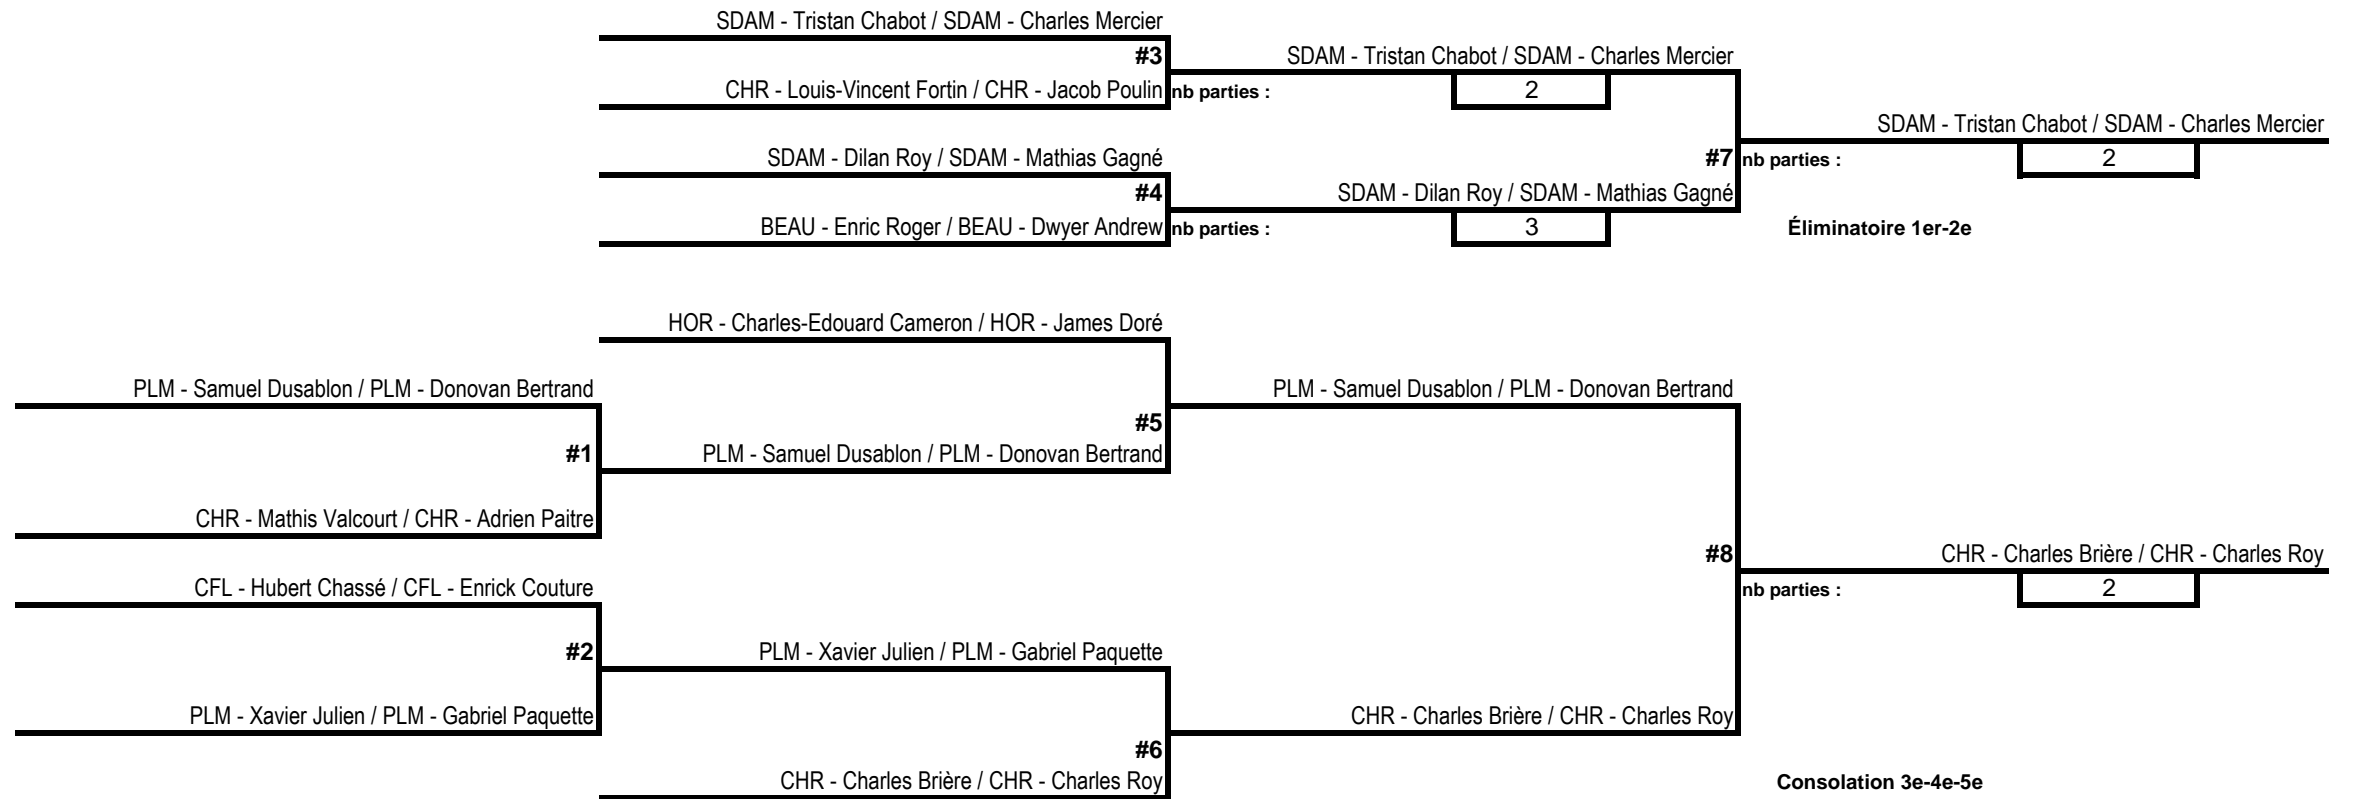 SDAM - Tristan Chabot / SDAM - Charles Mercier
#3
SDAM - Tristan Chabot / SDAM - Charles Mercier
CHR - Louis-Vincent Fortin / CHR - Jacob Poulin
nb parties :
2
SDAM - Tristan Chabot / SDAM - Charles Mercier
SDAM - Dilan Roy / SDAM - Mathias Gagné
#7
nb parties :
2
#4
SDAM - Dilan Roy / SDAM - Mathias Gagné
BEAU - Enric Roger / BEAU - Dwyer Andrew
nb parties :
3
Éliminatoire 1er-2e
HOR - Charles-Edouard Cameron / HOR - James Doré
PLM - Samuel Dusablon / PLM - Donovan Bertrand
PLM - Samuel Dusablon / PLM - Donovan Bertrand
#5
#1
PLM - Samuel Dusablon / PLM - Donovan Bertrand
CHR - Mathis Valcourt / CHR - Adrien Paitre
#8
CHR - Charles Brière / CHR - Charles Roy
CFL - Hubert Chassé / CFL - Enrick Couture
nb parties :
2
#2
PLM - Xavier Julien / PLM - Gabriel Paquette
PLM - Xavier Julien / PLM - Gabriel Paquette
CHR - Charles Brière / CHR - Charles Roy
#6
CHR - Charles Brière / CHR - Charles Roy
Consolation 3e-4e-5e